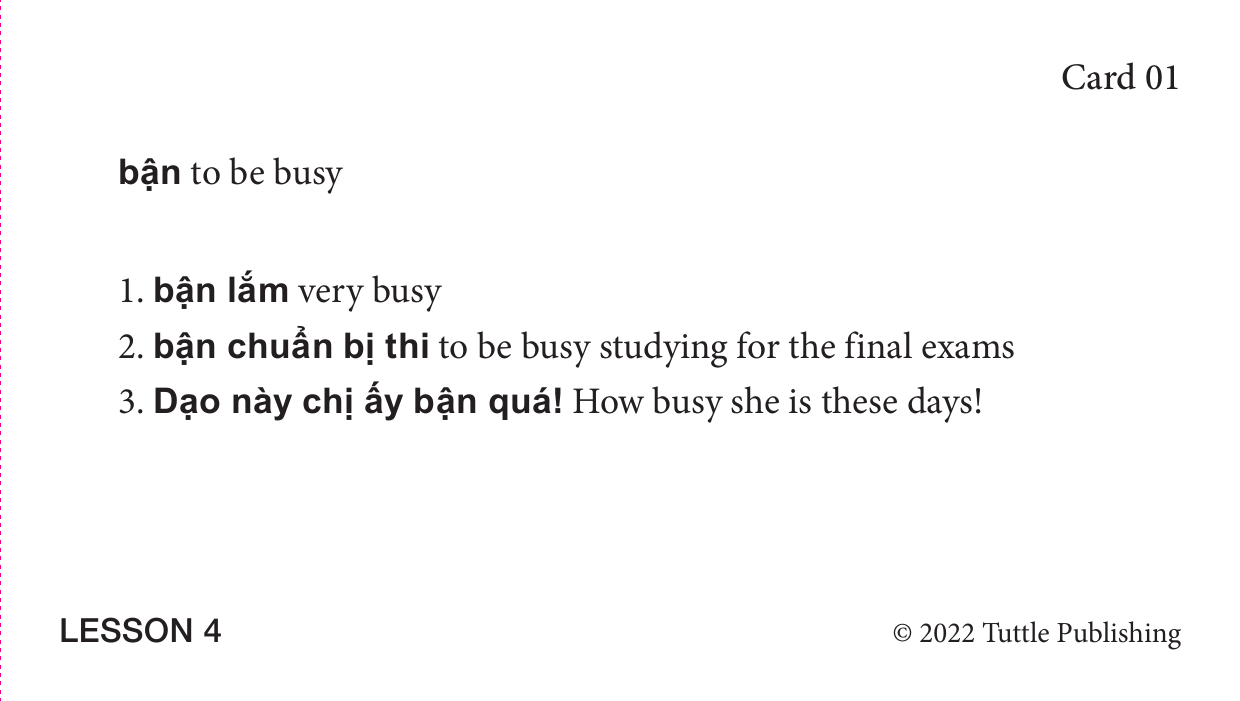 Card 01
bận to be busy
1. bận lắm very busy
2. bận chuẩn bị thi to be busy studying for the final exams
3. Dạo này chị ấy bận quá! How busy she is these days!
LESSON 4
© 2022 Tuttle Publishing